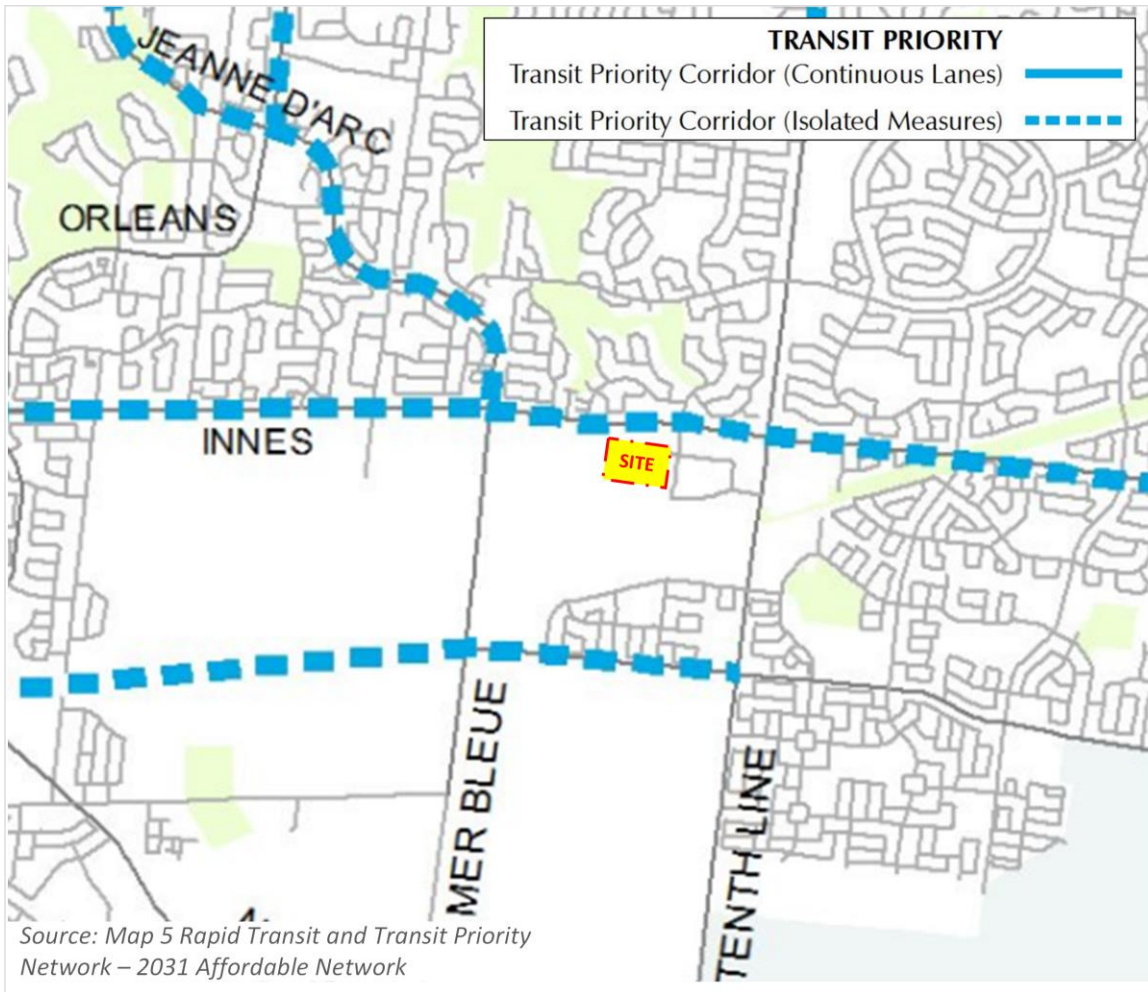 TRANSIT PRIORITY
Transit Priority Corridor (Continuous Lanes)
Transit Priority Corridor (Isolated Measures)
JEANNE D'ARC
ORLEANS
INNES
SITE
MER BLEUE
TENTH LINE
Source: Map 5 Rapid Transit and Transit Priority
Network – 2031 Affordable Network